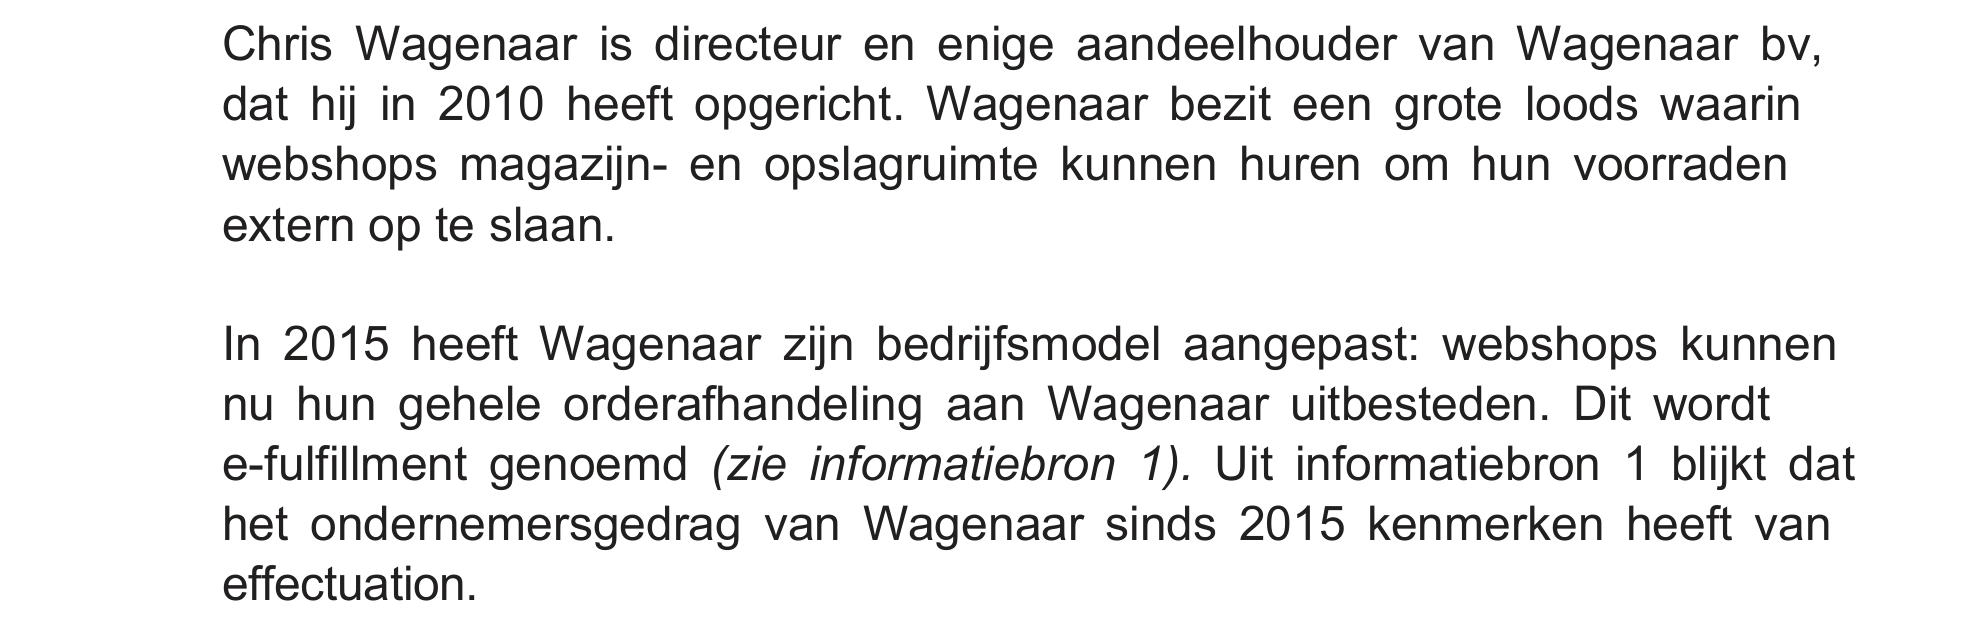 Chris Wagenaar is directeur en enige aandeelhouder van Wagenaar bv,
dat hij in 2010 heeft opgericht. Wagenaar bezit een grote loods waarin
webshops magazijn- en opslagruimte kunnen huren om hun voorraden
extern op te slaan.
In 2015 heeft Wagenaar zijn bedrijfsmodel aangepast: webshops kunnen
nu hun gehele orderafhandeling aan Wagenaar uitbesteden. Dit wordt
e-fulfillment genoemd (zie informatiebron 1). Uit informatiebron 1 blijkt dat
het ondernemersgedrag van Wagenaar sinds 2015 kenmerken heeft van
effectuation.